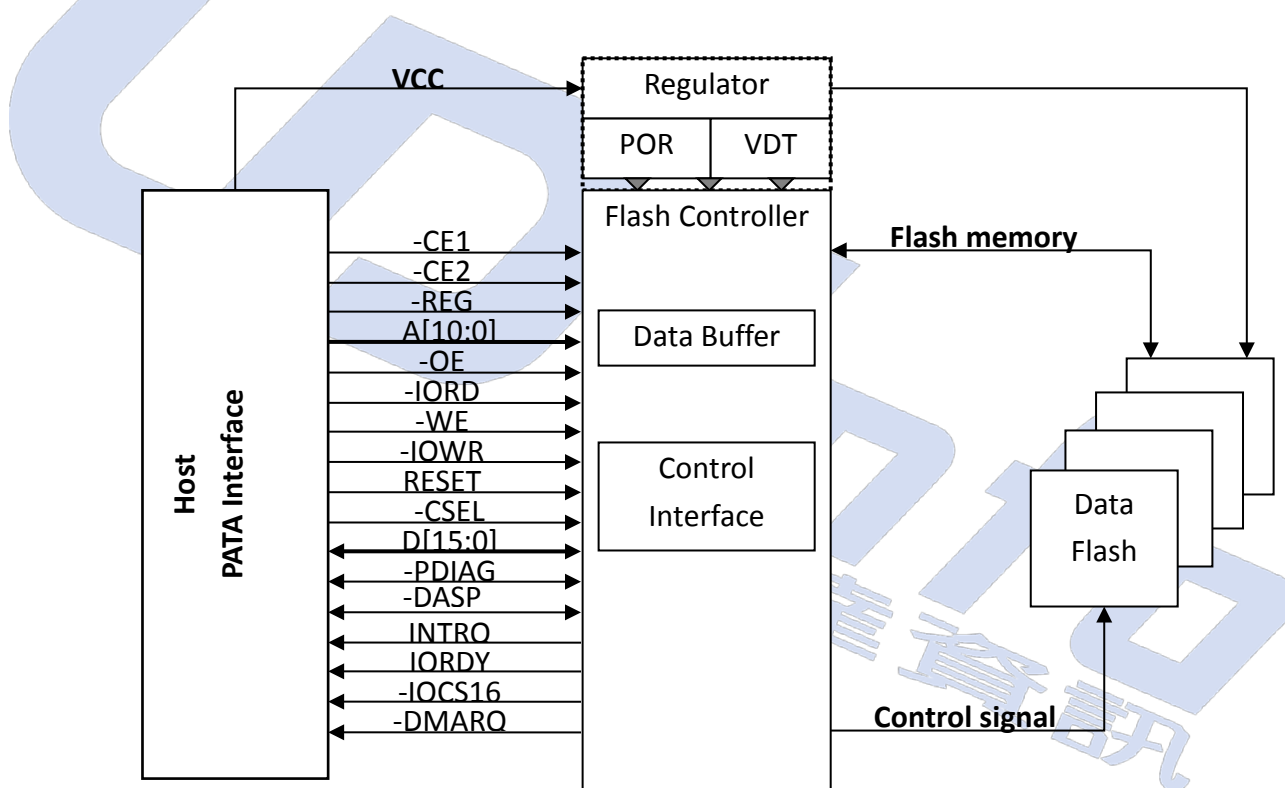 VCC
Regulator
POR
VDT
Flash Controller
-CE1
-CE2
-REG
A[10:0]
-OE
-IORD
-WE
-IOWR
RESET
-CSEL
D[15:0]
-PDIAG
-DASP
INTRQ
IORDY
-IOCS16
-DMARQ
Host
PATA Interface
Data Buffer
Control
Interface
Flash memory
Data
Flash
Control signal
資訊